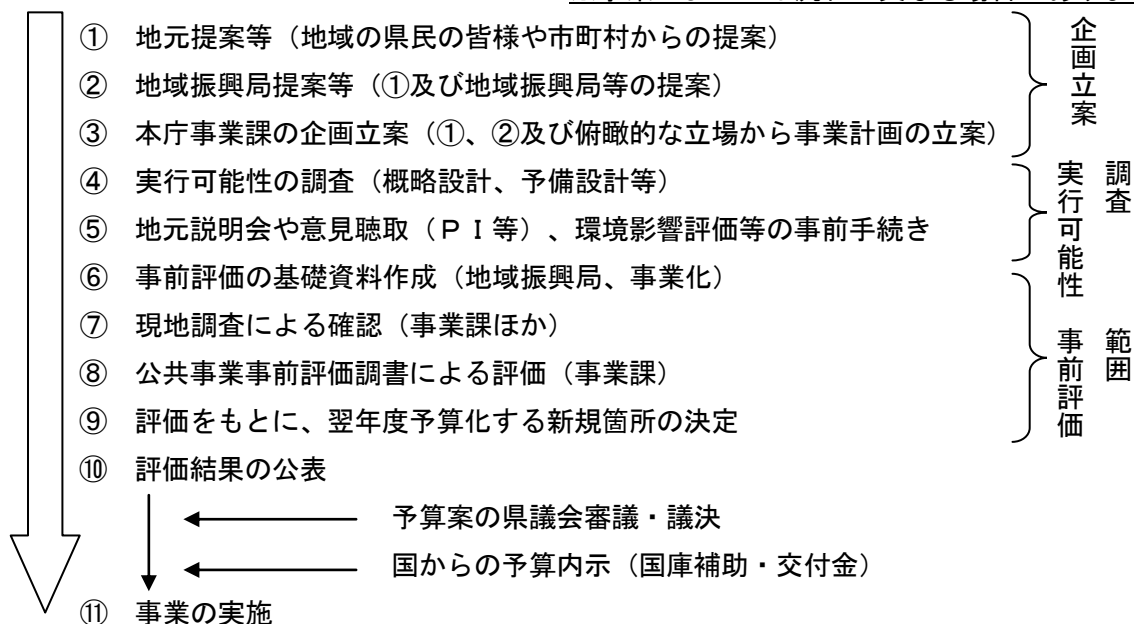 ① 地元提案等（地域の県民の皆様や市町村からの提案）
② 地域振興局提案等（①及び地域振興局等の提案）
③ 本庁事業課の企画立案（①、②及び俯瞰的な立場から事業計画の立案）
企画立案
④ 実行可能性の調査（概略設計、予備設計等）
⑤ 地元説明会や意見聴取（ＰＩ等）、環境影響評価等の事前手続き
実行可能性
調査
⑥ 事前評価の基礎資料作成（地域振興局、事業化）
⑦ 現地調査による確認（事業課ほか）
⑧ 公共事業事前評価調書による評価（事業課）
⑨ 評価をもとに、翌年度予算化する新規箇所の決定
事前評価
範囲
⑩ 評価結果の公表
予算案の県議会審議・議決
国からの予算内示（国庫補助・交付金）
⑪ 事業の実施